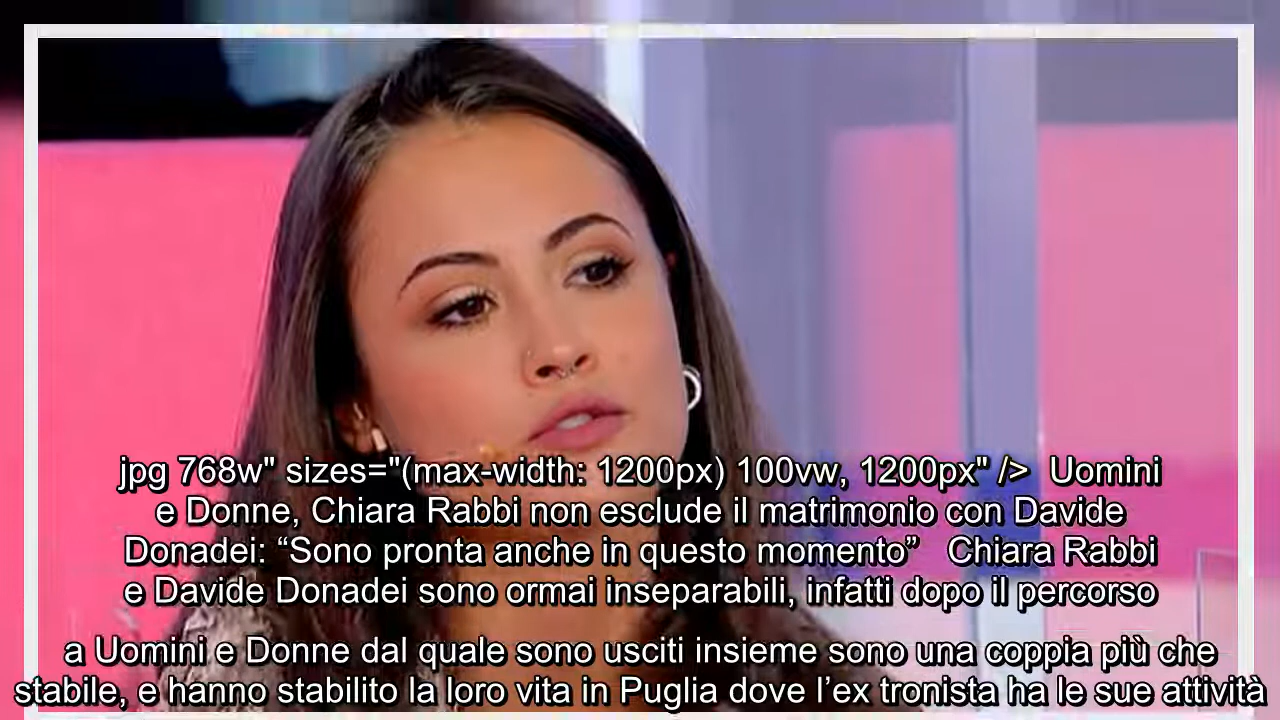 jpg 768w" sizes="(max-width: 1200px) 100vw, 1200px" />  Uomini
e Donne, Chiara Rabbi non esclude il matrimonio con Davide
Donadei: “Sono pronta anche in questo momento”   Chiara Rabbi
e Davide Donadei sono ormai inseparabili, infatti dopo il percorso
a Uomini e Donne dal quale sono usciti insieme sono una coppia più che
stabile, e hanno stabilito la loro vita in Puglia dove l’ex tronista ha le sue attività